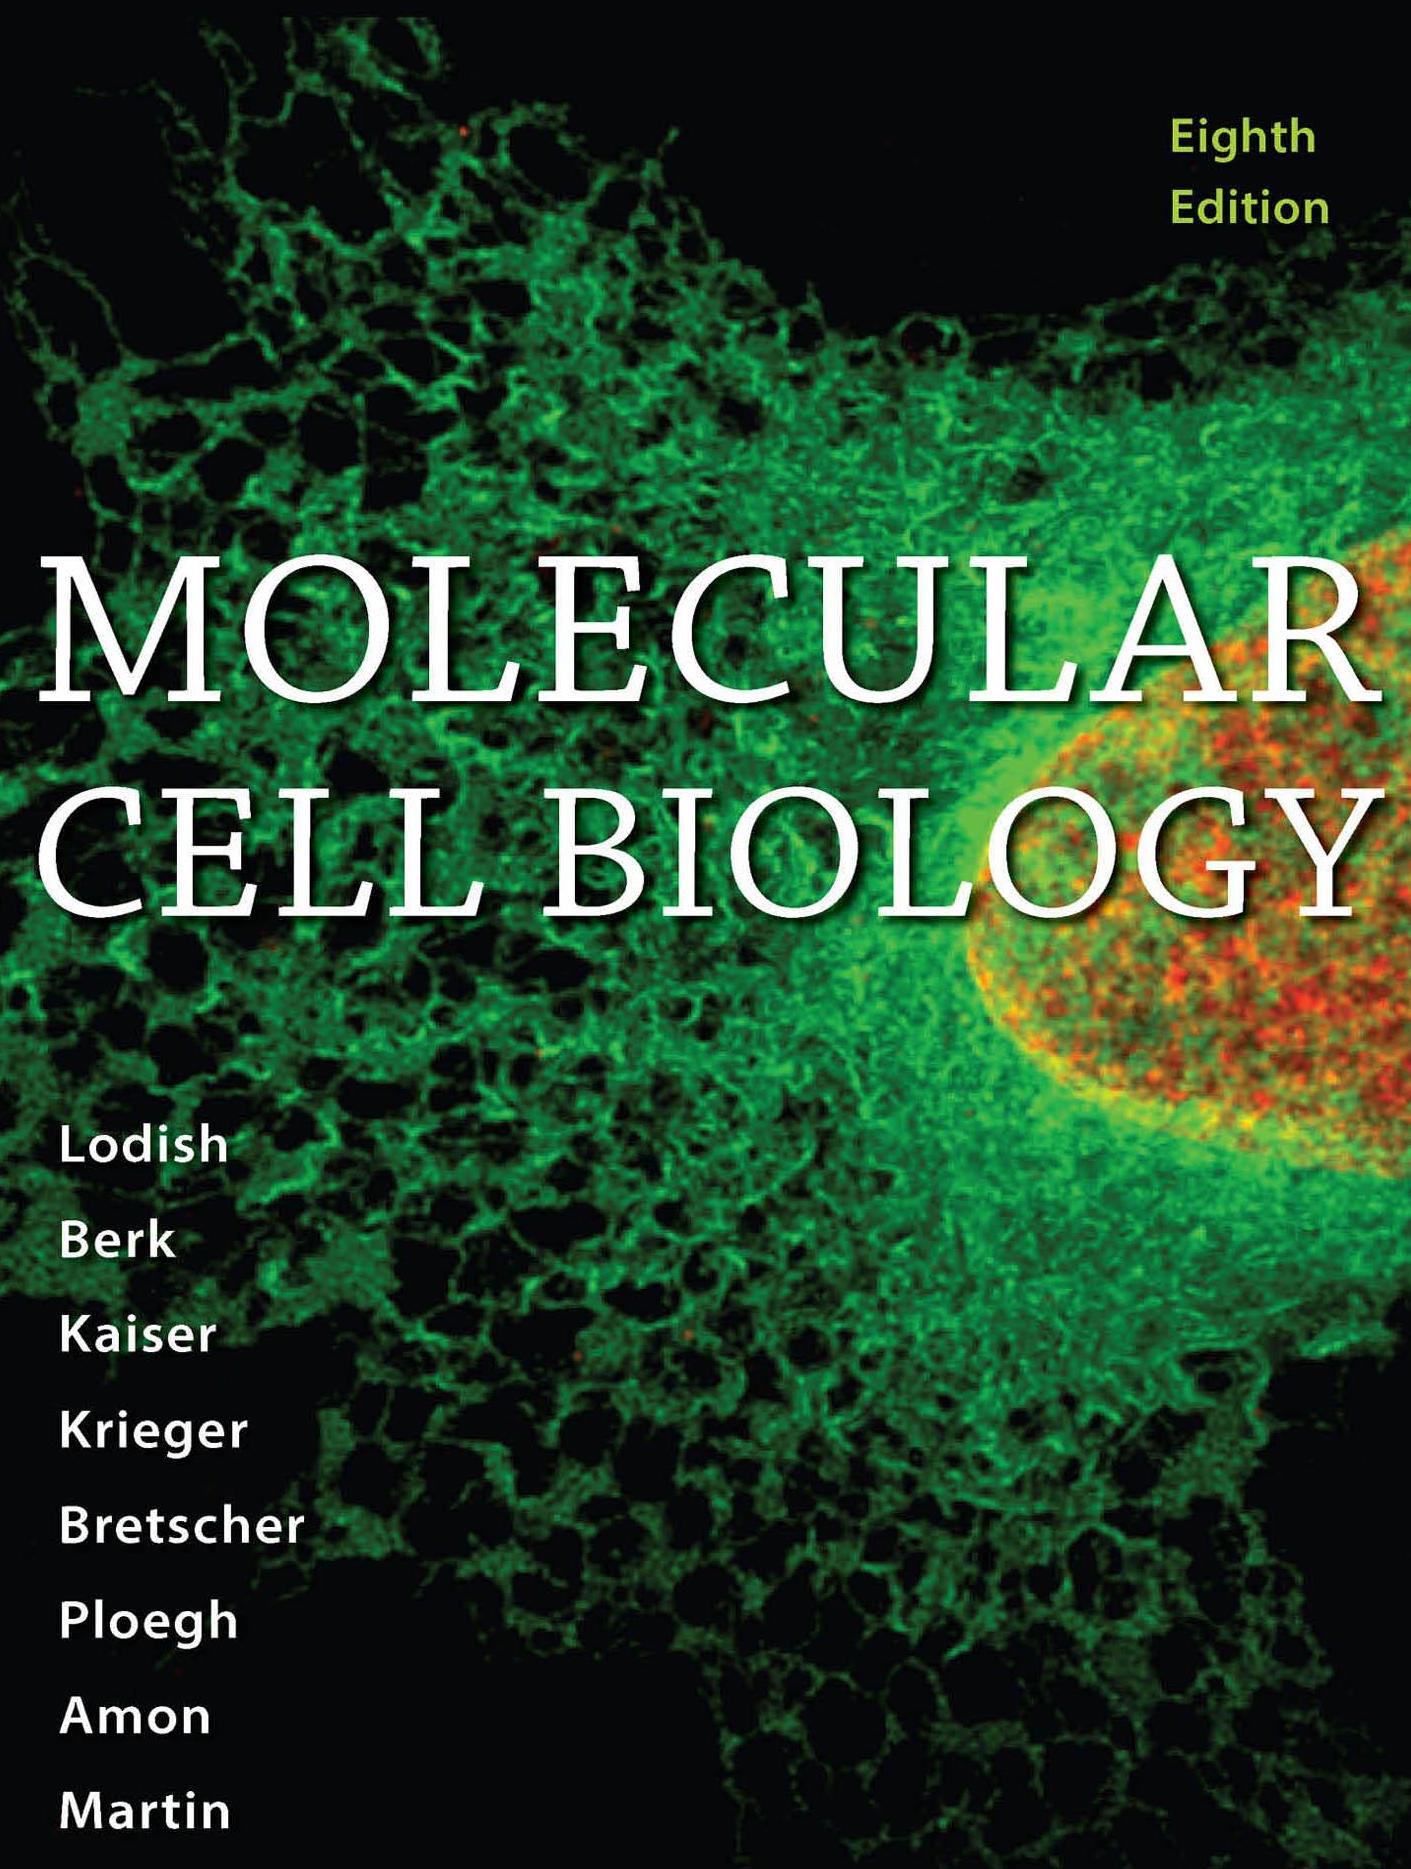 Eighth
Edition
MOLECULAR
CELL BIOLOGY
Lodish
Berk
Kaiser
Krieger
Bretscher
Ploegh
Amon
Martin